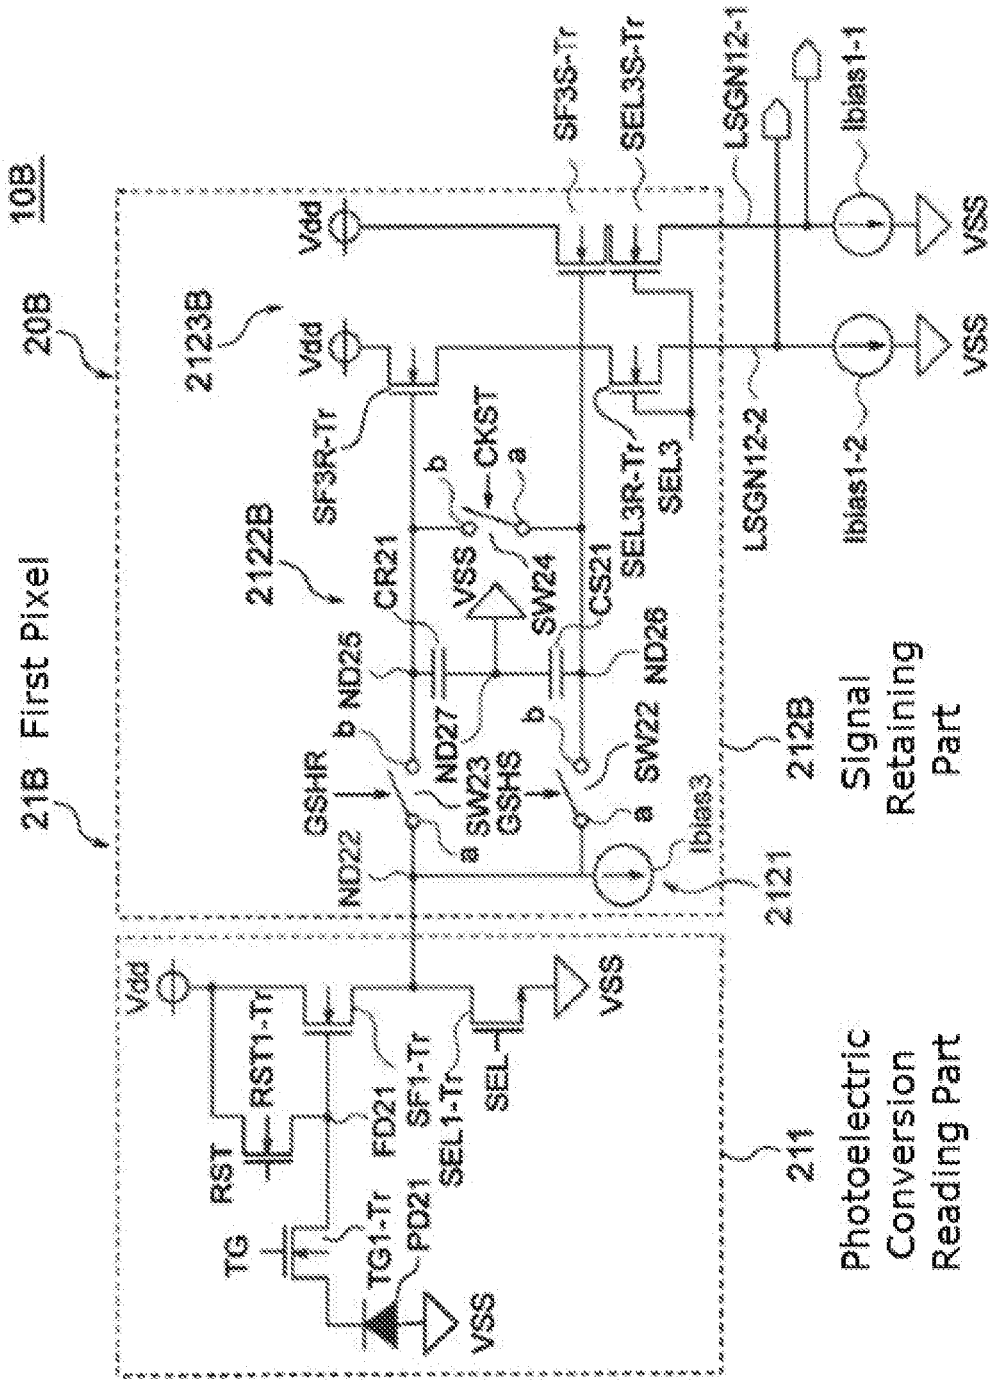 10B
20B
21B First Pixel
2123B
2122B
Vdd
Vdd
Vdd
SF3R-Tr
SF3S-Tr
SEL3S-Tr
SEL3R-Tr
SEL3
LSGN12-1
LSGN12-2
Ibias1-1
Ibias1-2
VSS
VSS
CR21
VSS
CKST
b
a
SW24
CS21
ND25
ND27
ND26
GSHR
b
a
SW23
GSHS
b
a
SW22
ND22
Ibias3
2121
212B
Signal
Retaining
Part
RST
RST1-Tr
TG
TG1-Tr
PD21
VSS
FD21
SF1-Tr
SEL1-Tr
SEL
VSS
211
Photoelectric
Conversion
Reading Part